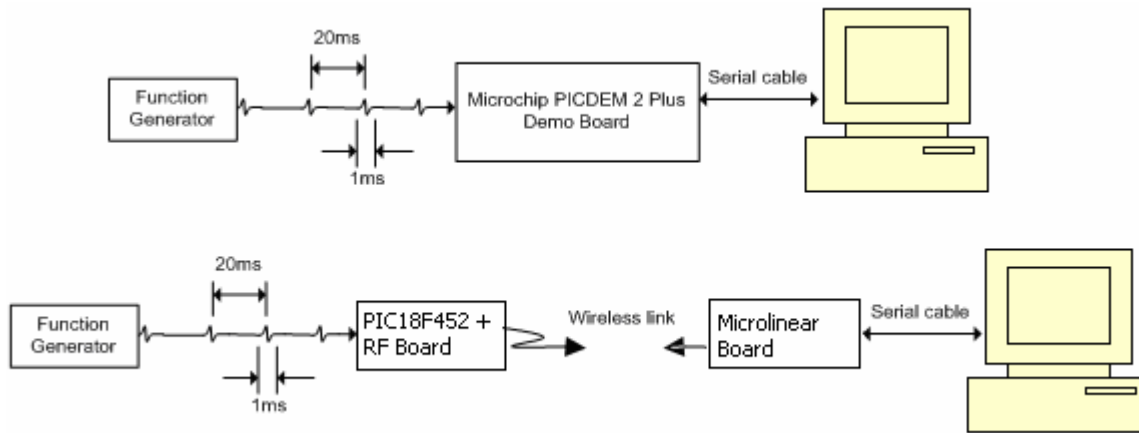 20ms
Function
Generator
1ms
Microchip PICDEM 2 Plus
Demo Board
Serial cable
20ms
Function
Generator
1ms
PIC18F452 +
RF Board
Wireless link
Microlinear
Board
Serial cable